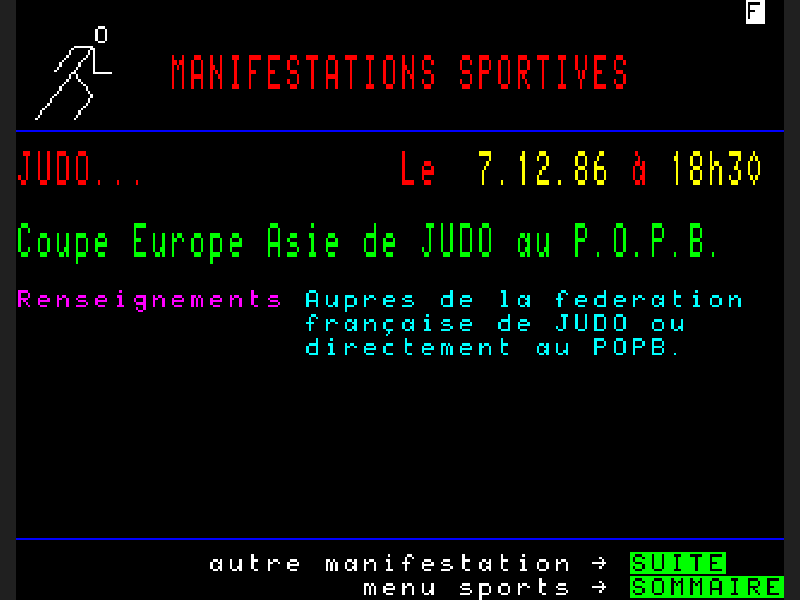 F
MANIFESTATIONS SPORTIVES
JUDO... Le 7.12.86 à 18h30
Coupe Europe Asie de JUDO au P.O.P.B.
Renseignements Aupres de la federation
française de JUDO ou
directement au POPB.
autre manifestation → SUITE
menu sports → SOMMAIRE